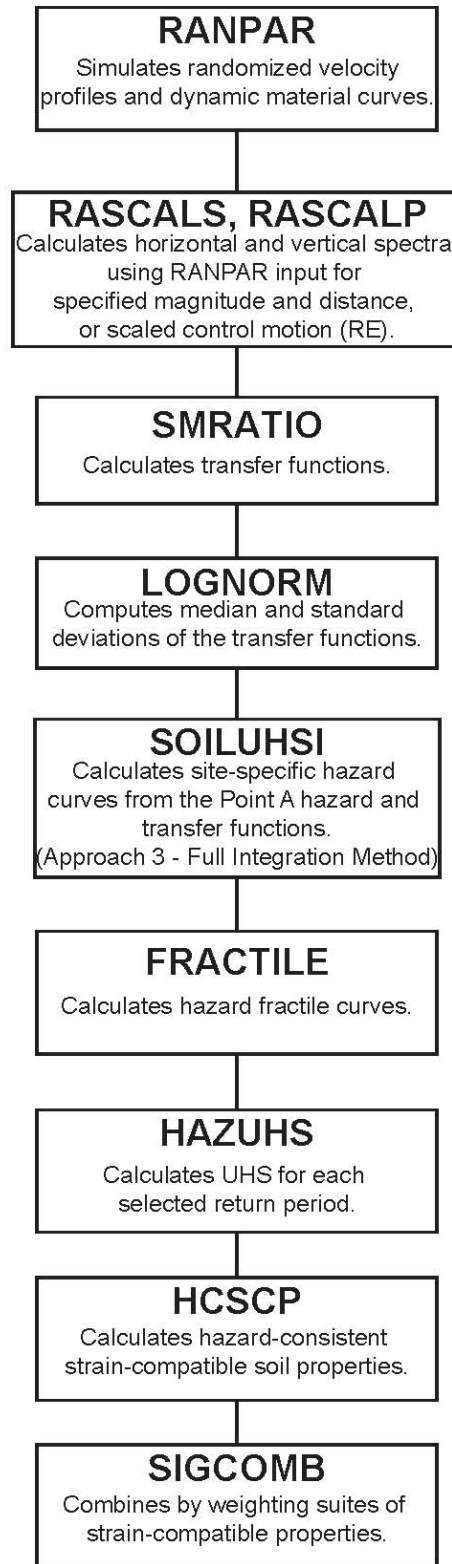 RANPAR
Simulates randomized velocity
profiles and dynamic material curves.
RASCALS, RASCALP
Calculates horizontal and vertical spectra
using RANPAR input for
specified magnitude and distance,
or scaled control motion (RE).
SMRATIO
Calculates transfer functions.
LOGNORM
Computes median and standard
deviations of the transfer functions.
SOILUHSI
Calculates site-specific hazard
curves from the Point A hazard and
transfer functions.
(Approach 3 - Full Integration Method)
FRACTILE
Calculates hazard fractile curves.
HAZUHS
Calculates UHS for each
selected return period.
HCSCP
Calculates hazard-consistent
strain-compatible soil properties.
SIGCOMB
Combines by weighting suites of
strain-compatible properties.